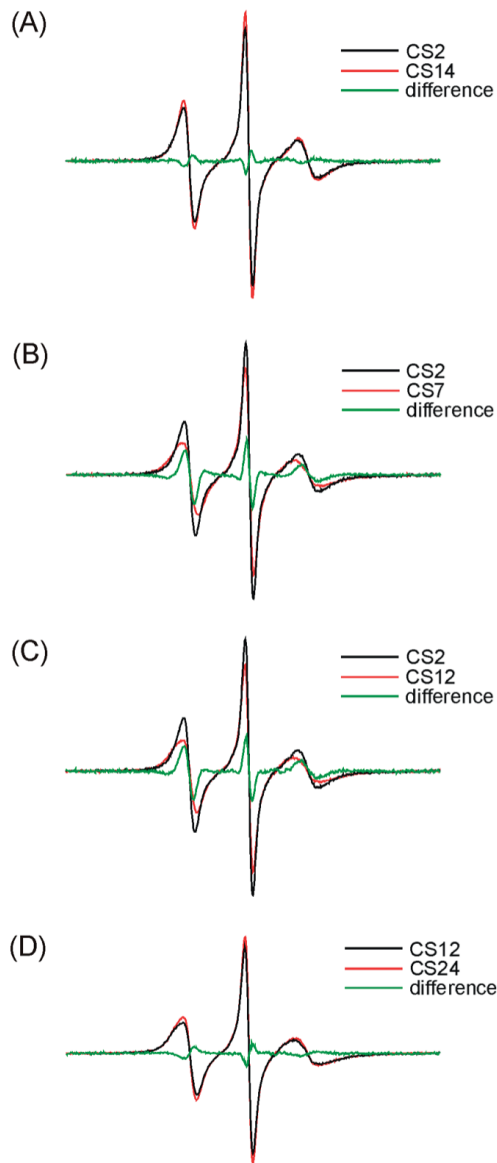 (A)
CS2
CS14
difference
(B)
CS2
CS7
difference
(C)
CS2
CS12
difference
(D)
CS12
CS24
difference